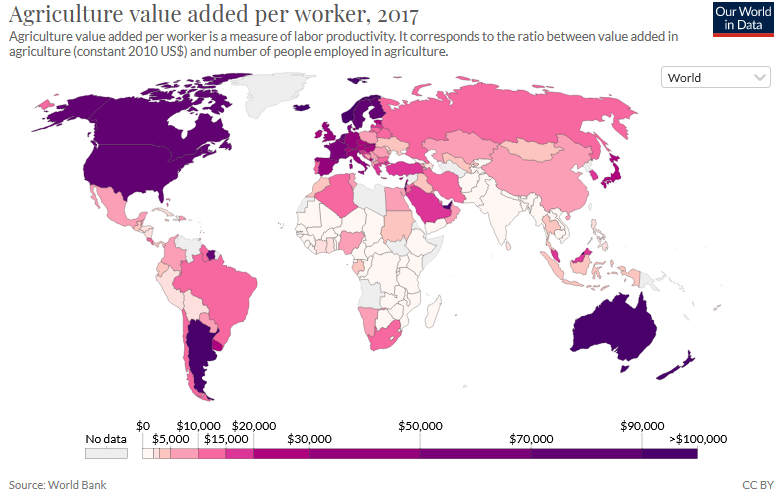 Agriculture value added per worker, 2017
Our World
in Data
Agriculture value added per worker is a measure of labor productivity. It corresponds to the ratio between value added in
agriculture (constant 2010 US$) and number of people employed in agriculture.
World
$0 $10,000 $20,000 $50,000 $90,000
No data $5,000 $15,000 $30,000 $70,000 >$100,000
Source: World Bank
CC BY